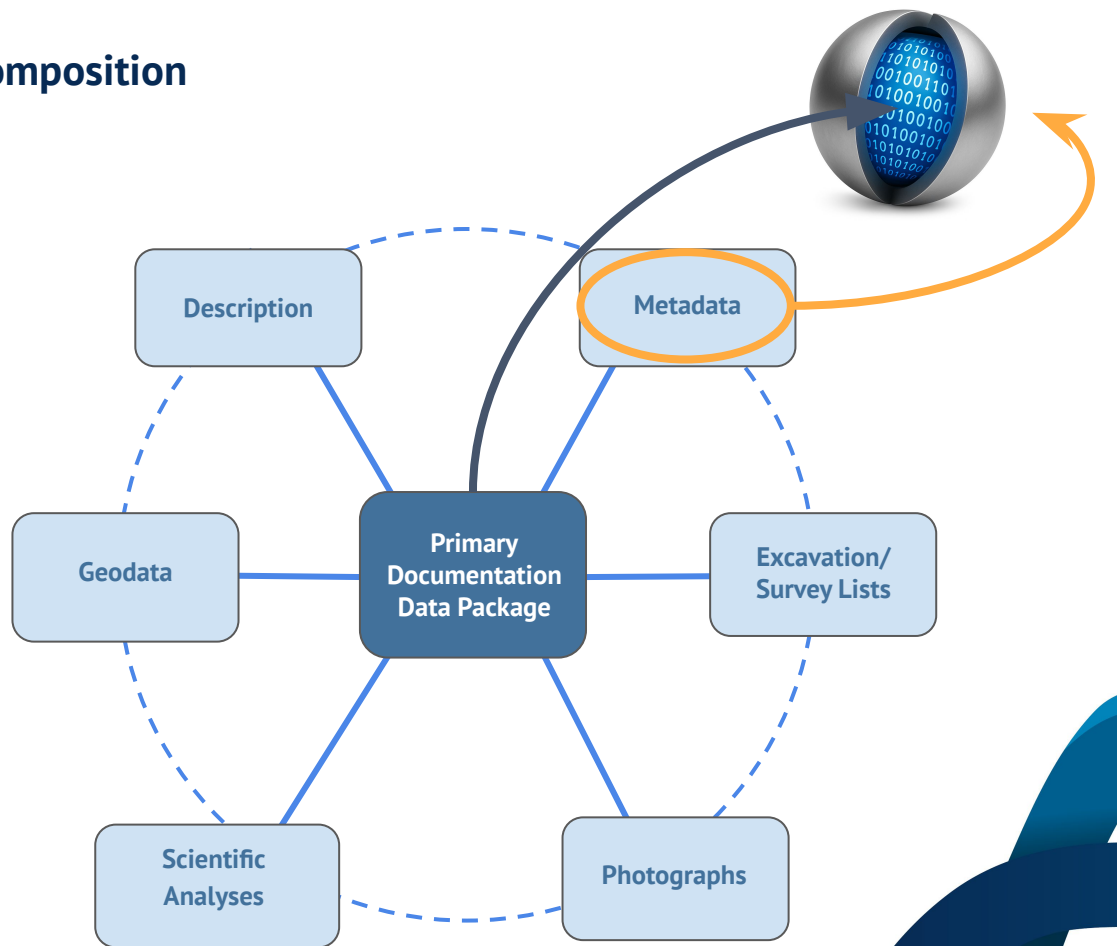 omposition
Description
Metadata
Geodata
Primary
Documentation
Data Package
Excavation/
Survey Lists
Scientific
Analyses
Photographs